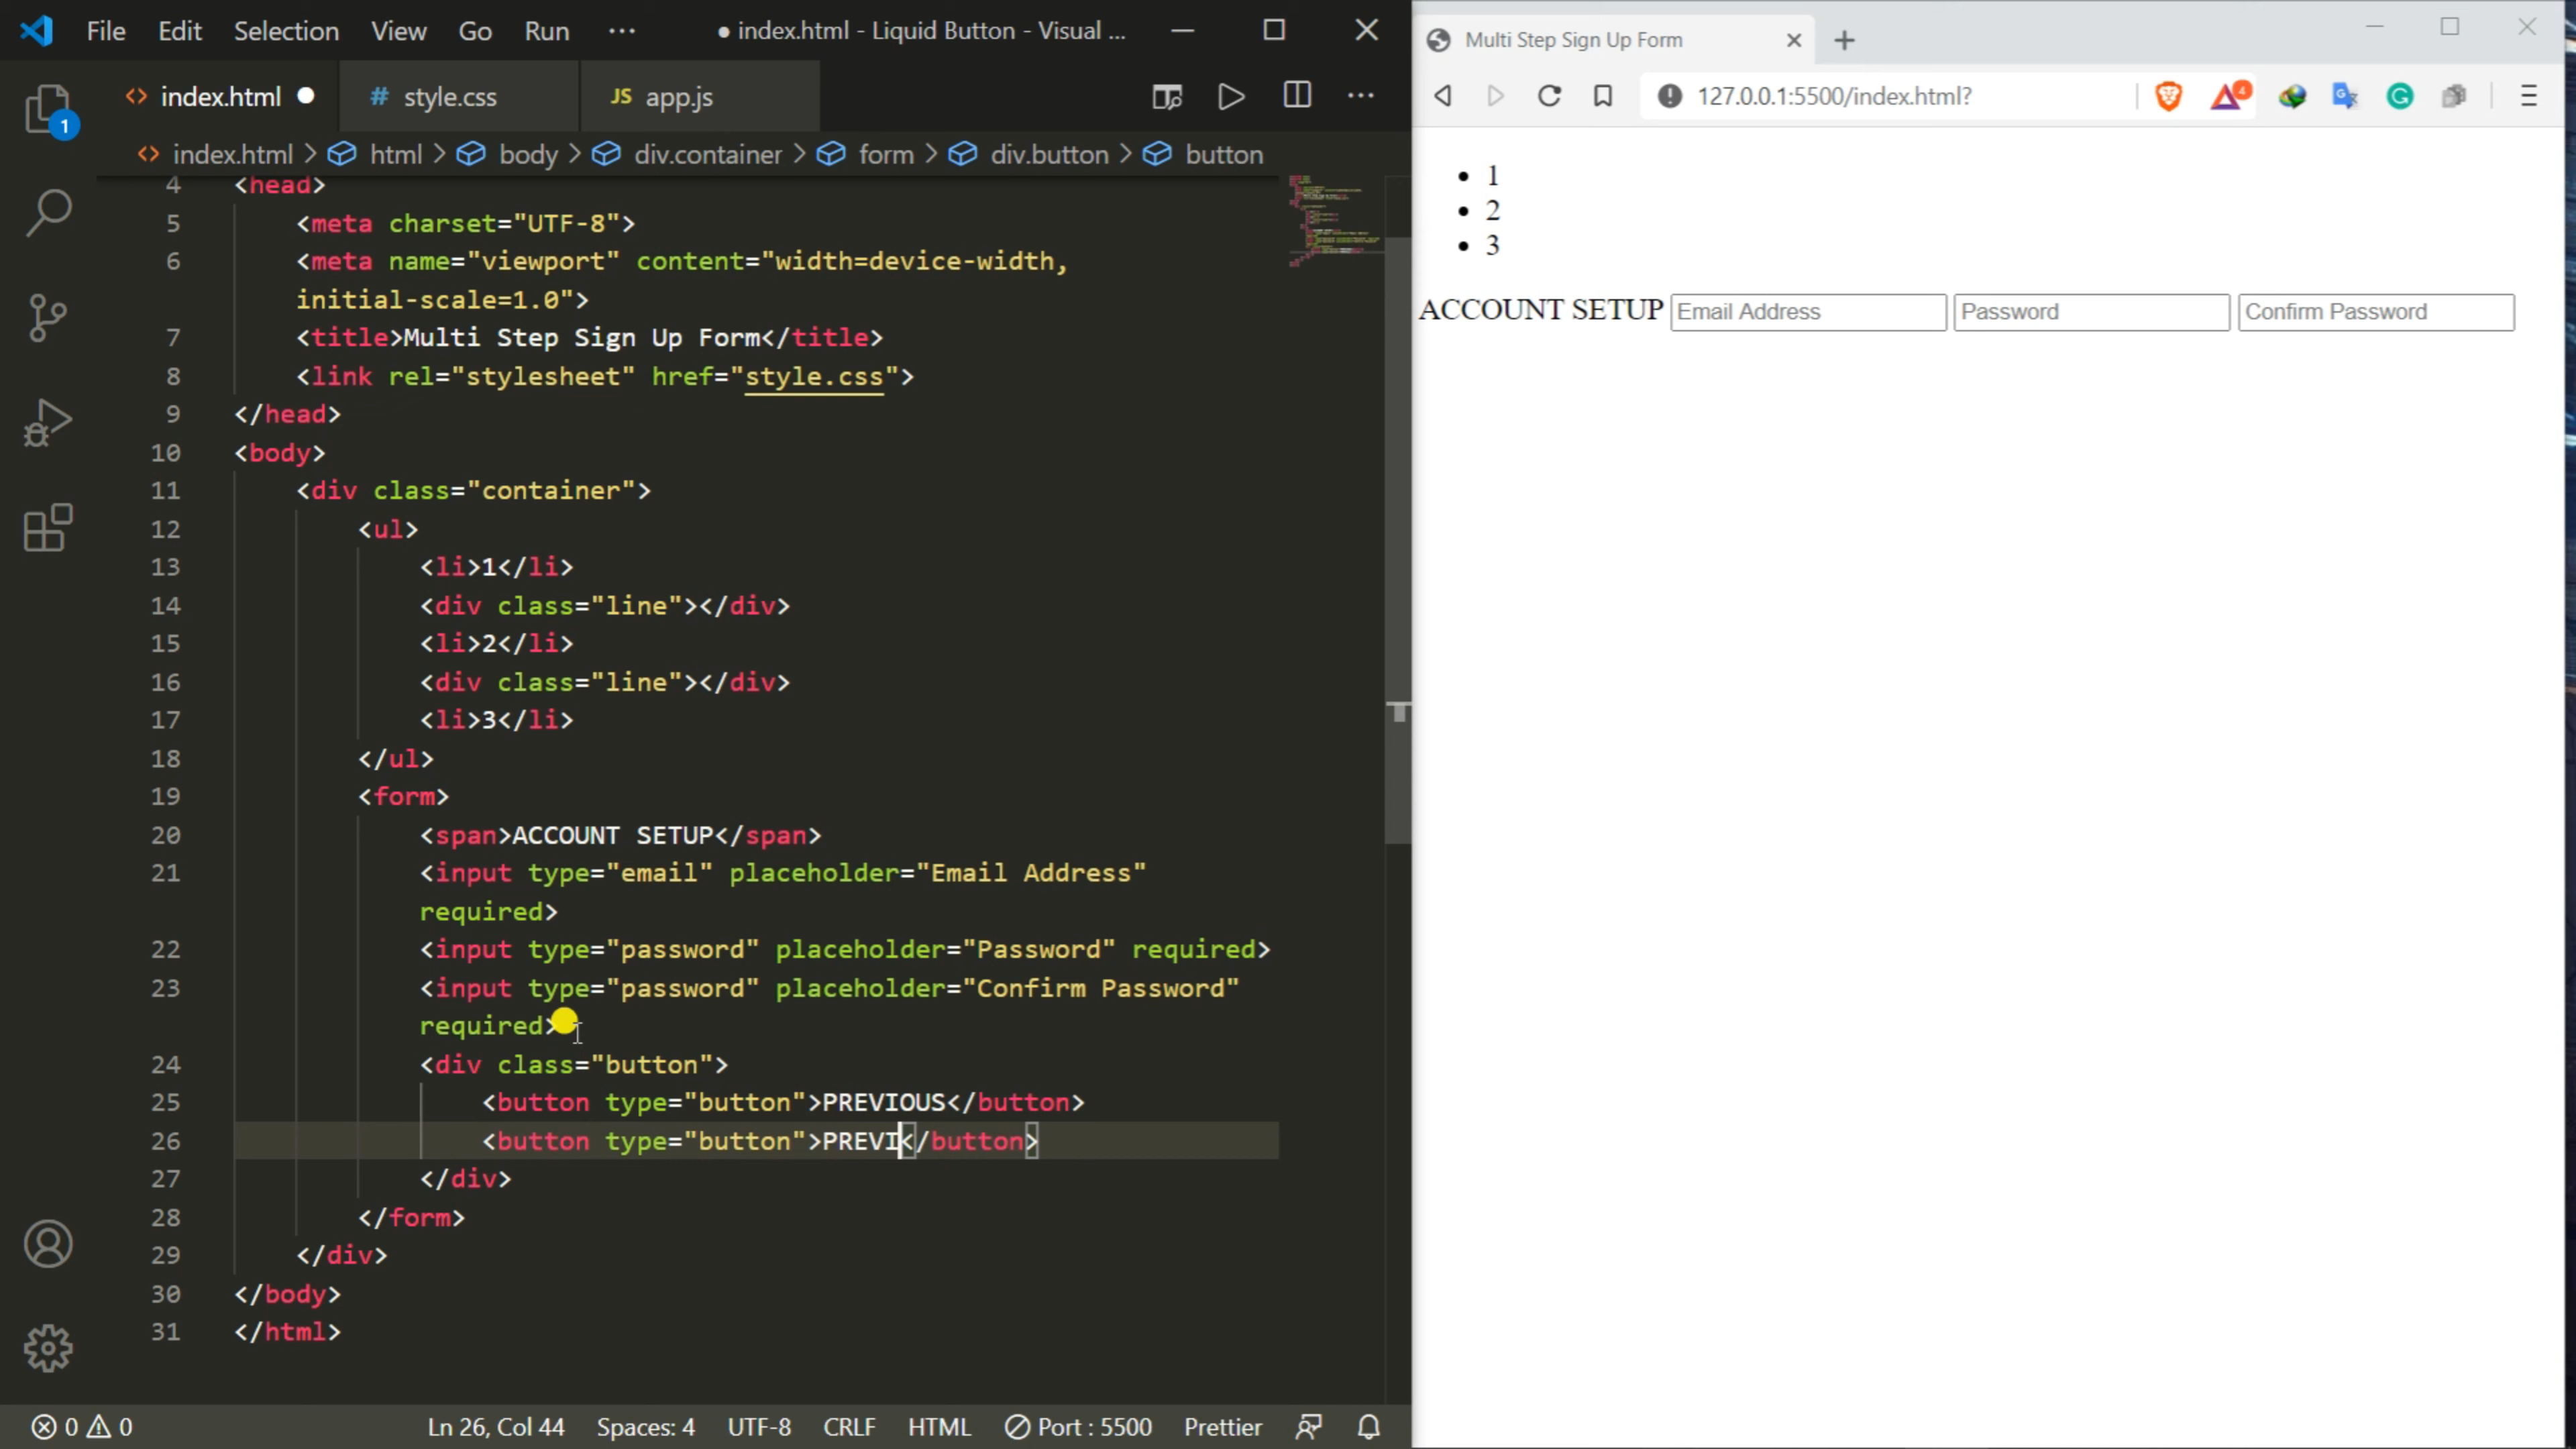 File Edit Selection View Go Run ··· ● index.html - Liquid Button - Visual ...
index.html style.css JS app.js
index.html > html > body > div.container > form > div.button > button
4 <head>
5 <meta charset="UTF-8">
6 <meta name="viewport" content="width=device-width,
initial-scale=1.0">
7 <title>Multi Step Sign Up Form</title>
8 <link rel="stylesheet" href="style.css">
9 </head>
10 <body>
11 <div class="container">
12 <ul>
13 <li>1</li>
14 <div class="line"></div>
15 <li>2</li>
16 <div class="line"></div>
17 <li>3</li>
18 </ul>
19 <form>
20 <span>ACCOUNT SETUP</span>
21 <input type="email" placeholder="Email Address"
required>
22 <input type="password" placeholder="Password" required>
23 <input type="password" placeholder="Confirm Password"
required>
24 <div class="button">
25 <button type="button">PREVIOUS</button>
26 <button type="button">PREVI</button>
27 </div>
28 </form>
29 </div>
30 </body>
31 </html>
1
0 0 Ln 26, Col 44 Spaces: 4 UTF-8 CRLF HTML Port : 5500 Prettier
Multi Step Sign Up Form
127.0.0.1:5500/index.html? 4
• 1
• 2
• 3
ACCOUNT SETUP Email Address Password Confirm Password